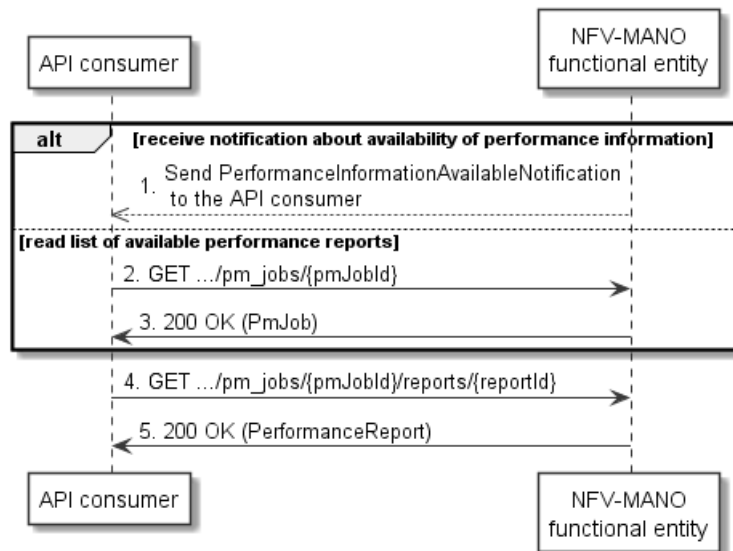 API consumer
NFV-MANO
functional entity
alt
[receive notification about availability of performance information]
1. Send PerformanceInformationAvailableNotification
to the API consumer
[read list of available performance reports]
2. GET .../pm_jobs/{pmJobId}
3. 200 OK (PmJob)
4. GET .../pm_jobs/{pmJobId}/reports/{reportId}
5. 200 OK (PerformanceReport)
API consumer
NFV-MANO
functional entity